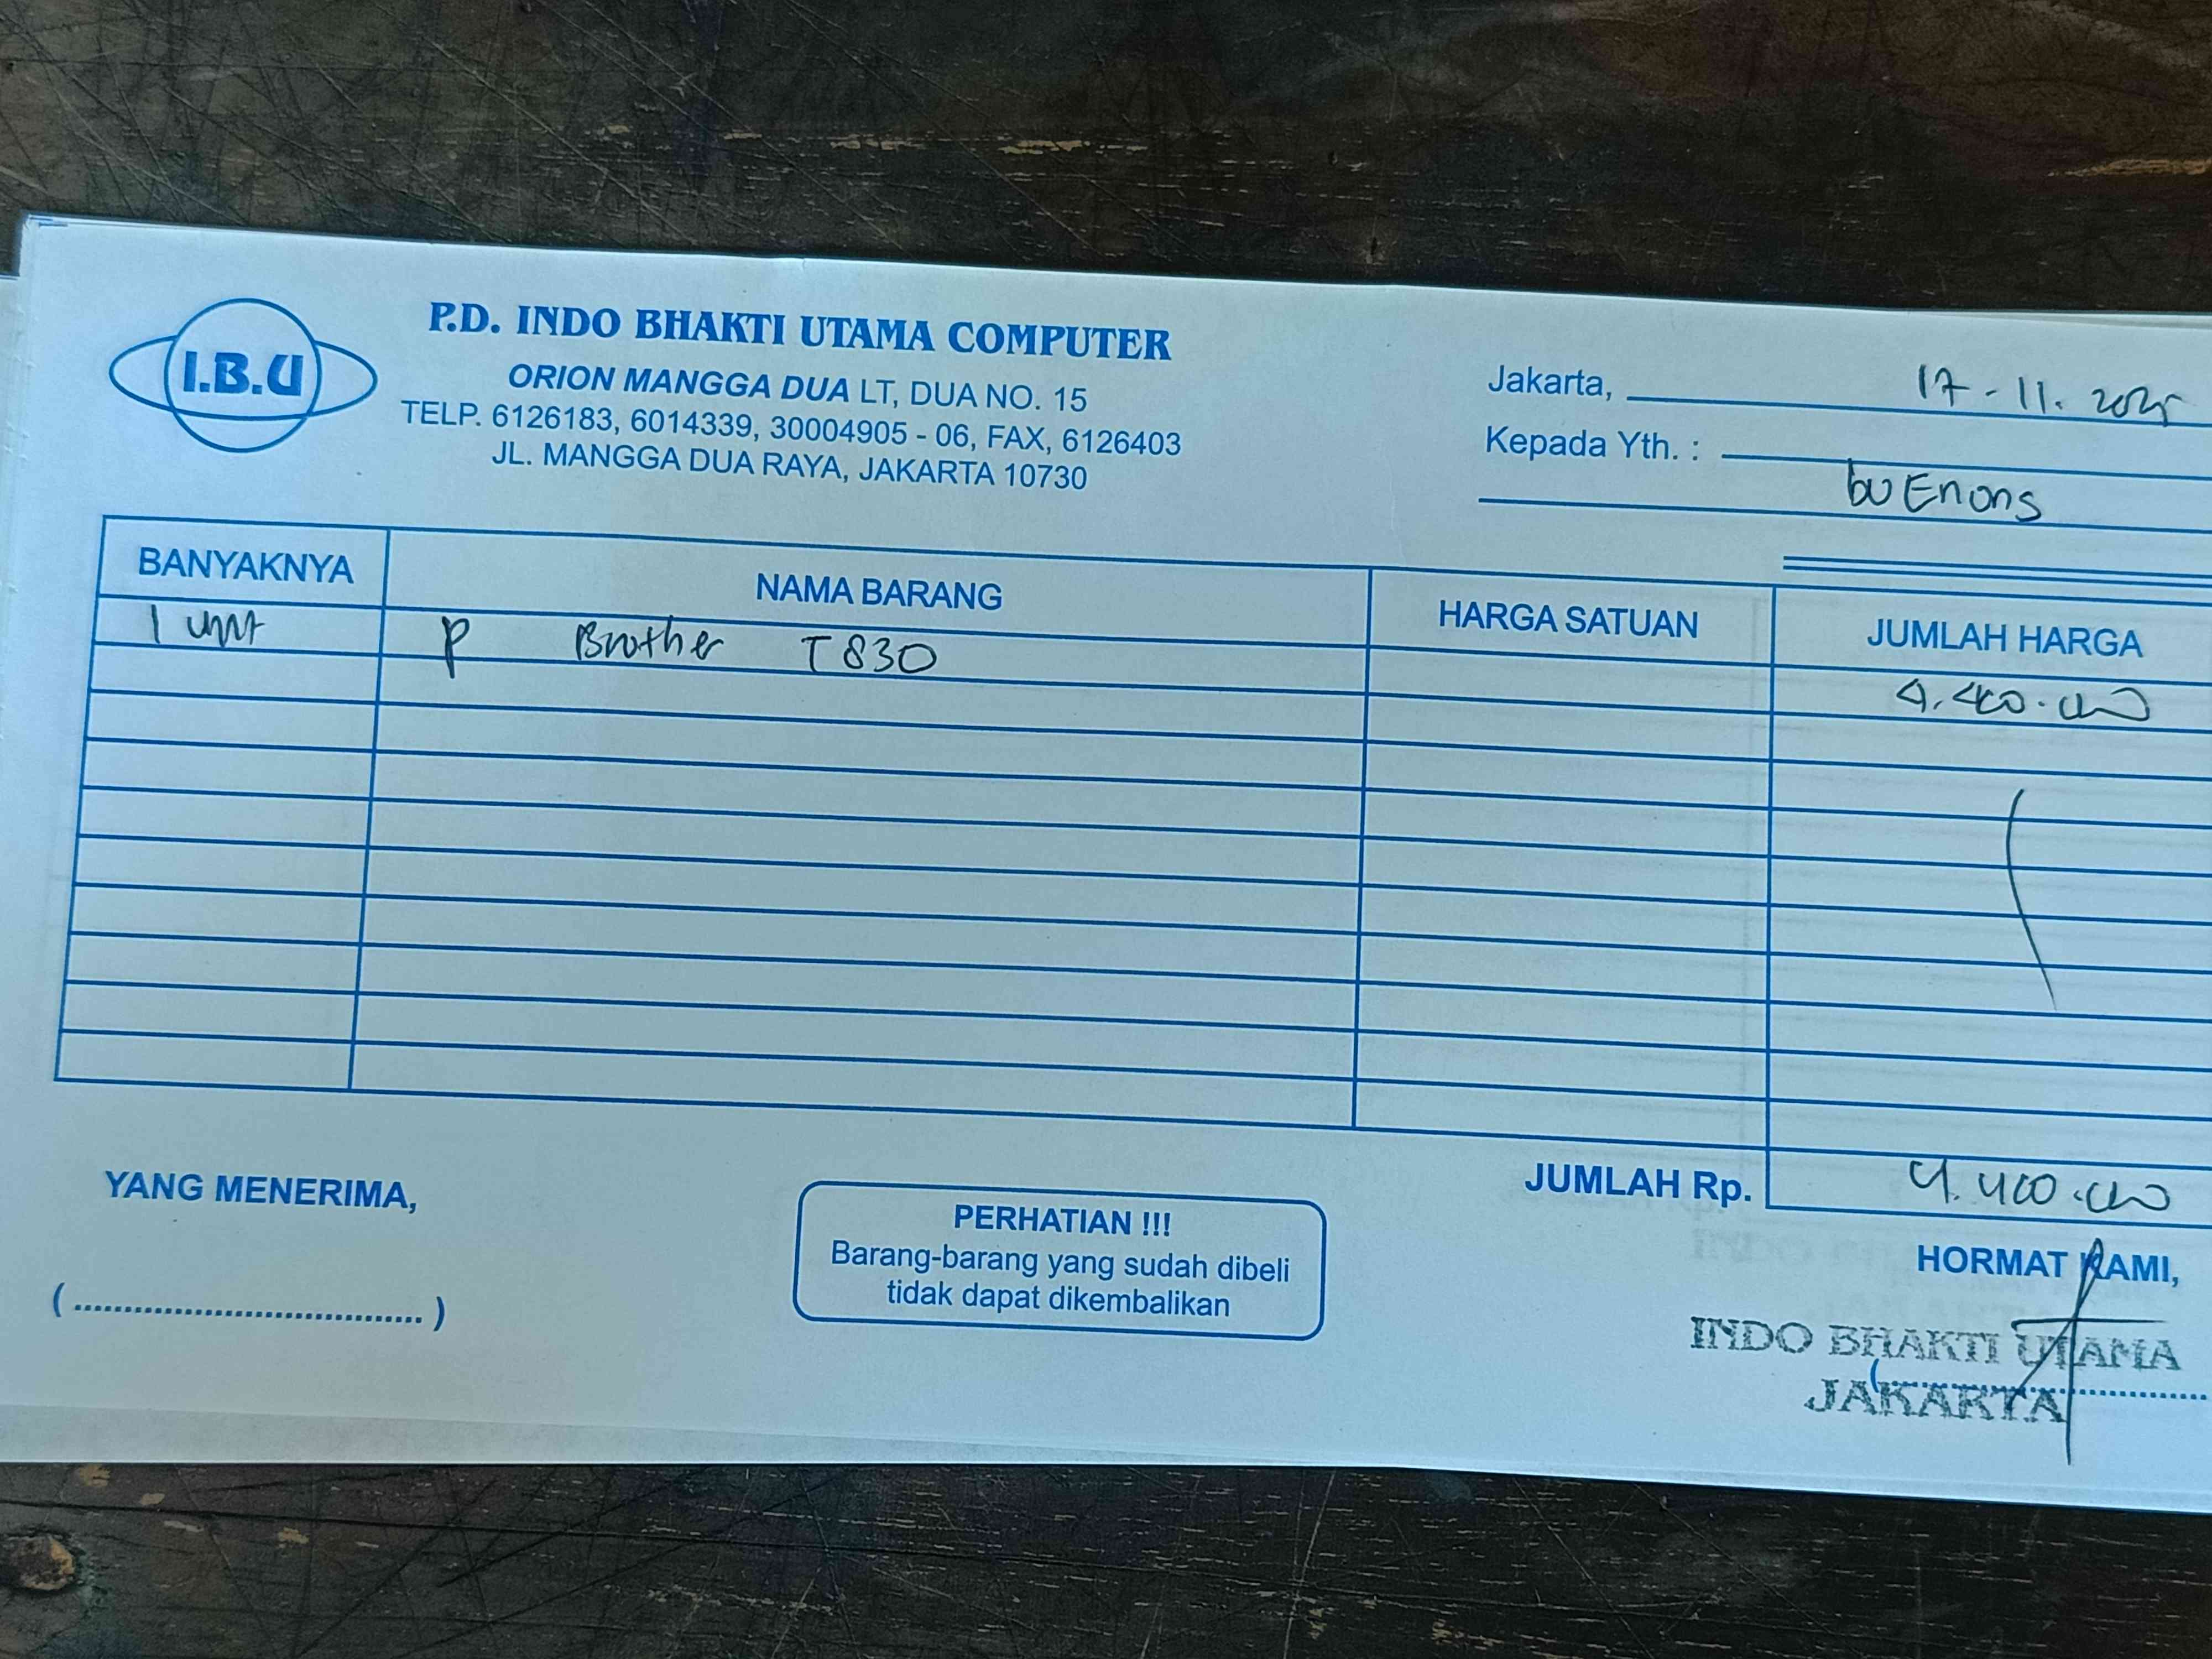 I.B.U
P.D. INDO BHAKTI UTAMA COMPUTER
ORION MANGGA DUA LT, DUA NO. 15
TELP. 6126183, 6014339, 30004905 - 06, FAX, 6126403
JL. MANGGA DUA RAYA, JAKARTA 10730
Jakarta, 17-11.2025
Kepada Yth. :
bu Enons
BANYAKNYA NAMA BARANG HARGA SATUAN JUMLAH HARGA
1 unit P Brother T830 4.400.000
JUMLAH Rp. 4.400.000
YANG MENERIMA,
(....................................)
PERHATIAN !!!
Barang-barang yang sudah dibeli
tidak dapat dikembalikan
HORMAT KAMI,
INDO BHAKTI UTAMA
JAKARTA